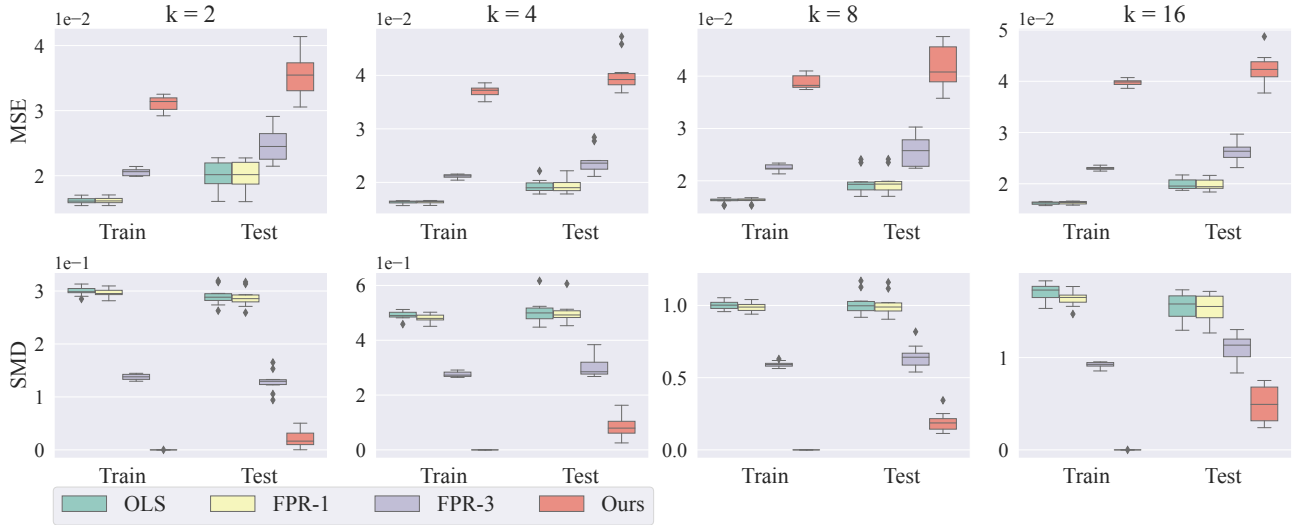 k = 2 k = 4 k = 8 k = 16
1e−2 1e−2 1e−2 1e−2
MSE
4 3 2
4 3 2
4 3 2
5 4 3 2
Train Test Train Test Train Test Train Test
1e−1 1e−1
SMD
3 2 1 0
6 4 2 0
1.0 0.5 0.0
1 0
Train Test Train Test Train Test Train Test
OLS FPR-1 FPR-3 Ours